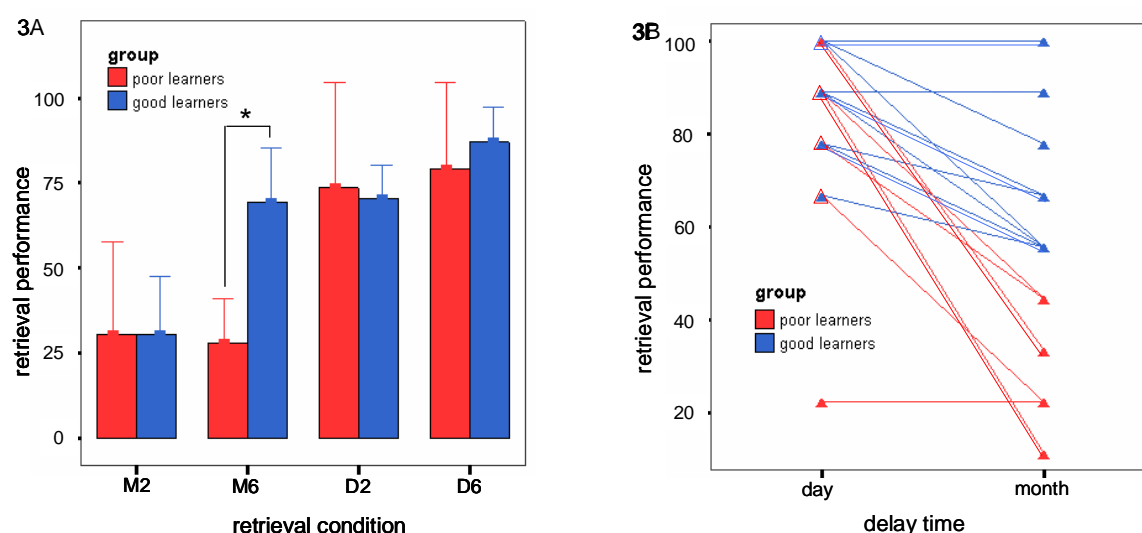 3A
group
poor learners
good learners
*
100
75
50
25
0
retrieval performance
M2 M6 D2 D6
retrieval condition
3B
100
80
60
40
20
retrieval performance
group
poor learners
good learners
day month
delay time